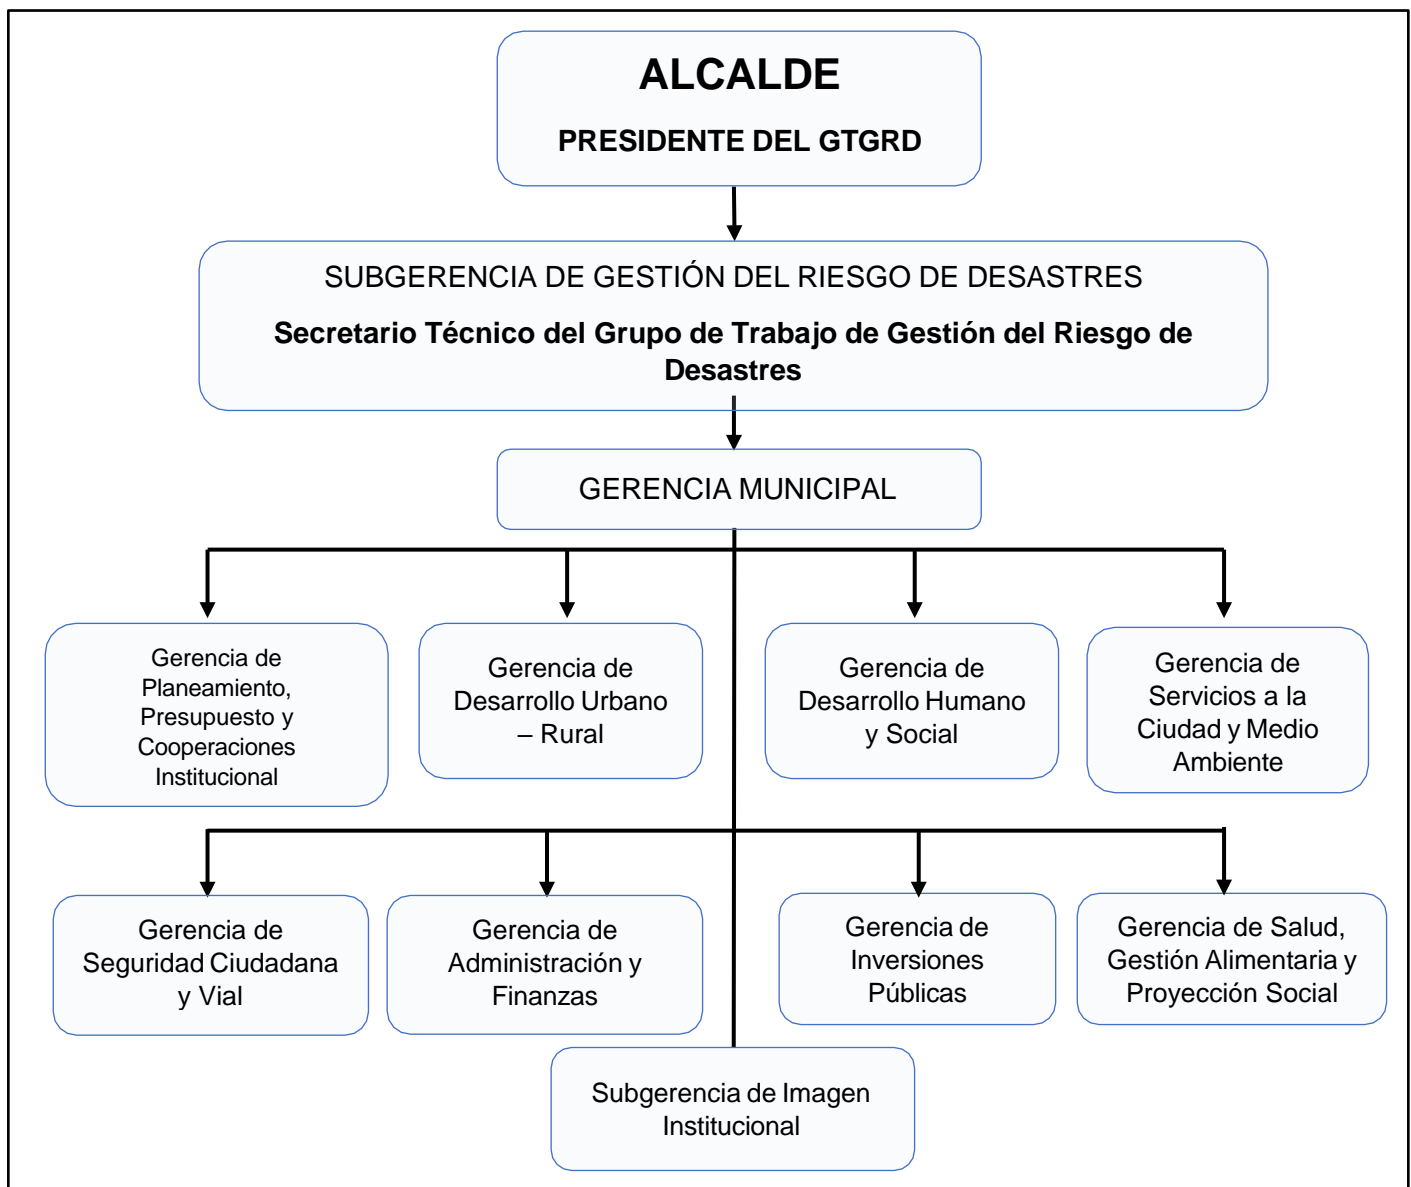 ALCALDE
PRESIDENTE DEL GTGRD
SUBGERENCIA DE GESTIÓN DEL RIESGO DE DESASTRES
Secretario Técnico del Grupo de Trabajo de Gestión del Riesgo de
Desastres
GERENCIA MUNICIPAL
Gerencia de
Planeamiento,
Presupuesto y
Cooperaciones
Institucional
Gerencia de
Desarrollo Urbano
– Rural
Gerencia de
Desarrollo Humano
y Social
Gerencia de
Servicios a la
Ciudad y Medio
Ambiente
Gerencia de
Seguridad Ciudadana
y Vial
Gerencia de
Administración y
Finanzas
Gerencia de
Inversiones
Públicas
Gerencia de Salud,
Gestión Alimentaria y
Proyección Social
Subgerencia de Imagen
Institucional